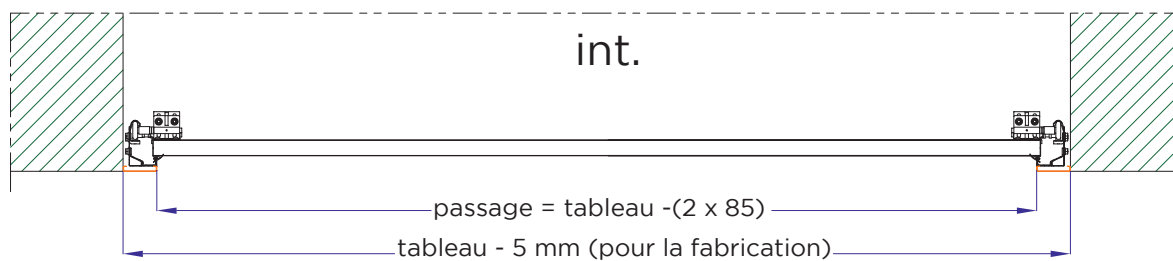 int.
passage = tableau -(2 x 85)
tableau - 5 mm (pour la fabrication)